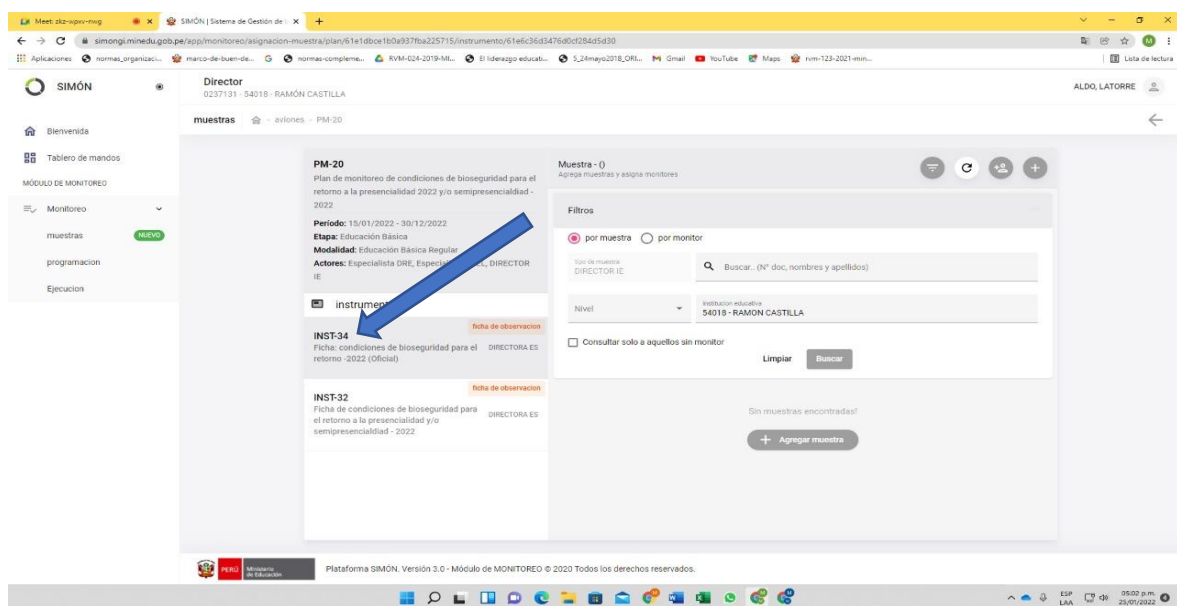 Meet: zkz-wpxv-nwg
SIMÓN | Sistema de Gestión de
simongi.minedu.gob.pe/app/monitoreo/asignacion-muestra/plan/61e1dbce1b0a937fba225715/instrumento/61e6c36d3476d0cf284d5d30
Aplicaciones normas_organizaci... marco-de-buen-de... normas-compleme... RVM-024-2019-MI... El liderazgo educati... 5_24mayo2018_ORI... Gmail YouTube Maps rvm-123-2021-min... Lista de lectura
SIMÓN
Director
0237131 - 54018 - RAMÓN CASTILLA
ALDO, LATORRE
muestras - aviones - PM-20
Bienvenida
Tablero de mandos
MÓDULO DE MONITOREO
Monitoreo
muestras NUEVO
programacion
Ejecucion
PM-20
Plan de monitoreo de condiciones de bioseguridad para el
retorno a la presencialidad 2022 y/o semipresencialdiad -
2022
Período: 15/01/2022 - 30/12/2022
Etapa: Educación Básica
Modalidad: Educación Básica Regular
Actores: Especialista DRE, Especial DIRECTOR
IE
instrument
ficha de observacion
INST-34
Ficha: condiciones de bioseguridad para el DIRECTORA ES
retorno -2022 (Oficial)
ficha de observacion
INST-32
Ficha de condiciones de bioseguridad para DIRECTORA ES
el retorno a la presencialidad y/o
semipresencialdiad - 2022
Muestra - ()
Agrega muestras y asigna monitores
Filtros
por muestra por monitor
Tipo de muestra
DIRECTOR IE
Buscar.. (N° doc, nombres y apellidos)
Nivel
Institucion educativa
54018 - RAMON CASTILLA
Consultar solo a aquellos sin monitor
Limpiar Buscar
Sin muestras encontradas!
+ Agregar muestra
PERÚ Ministerio
de Educación
Plataforma SIMÓN. Versión 3.0 - Módulo de MONITOREO © 2020 Todos los derechos reservados.
ESP
LAA
05:02 p.m.
25/01/2022